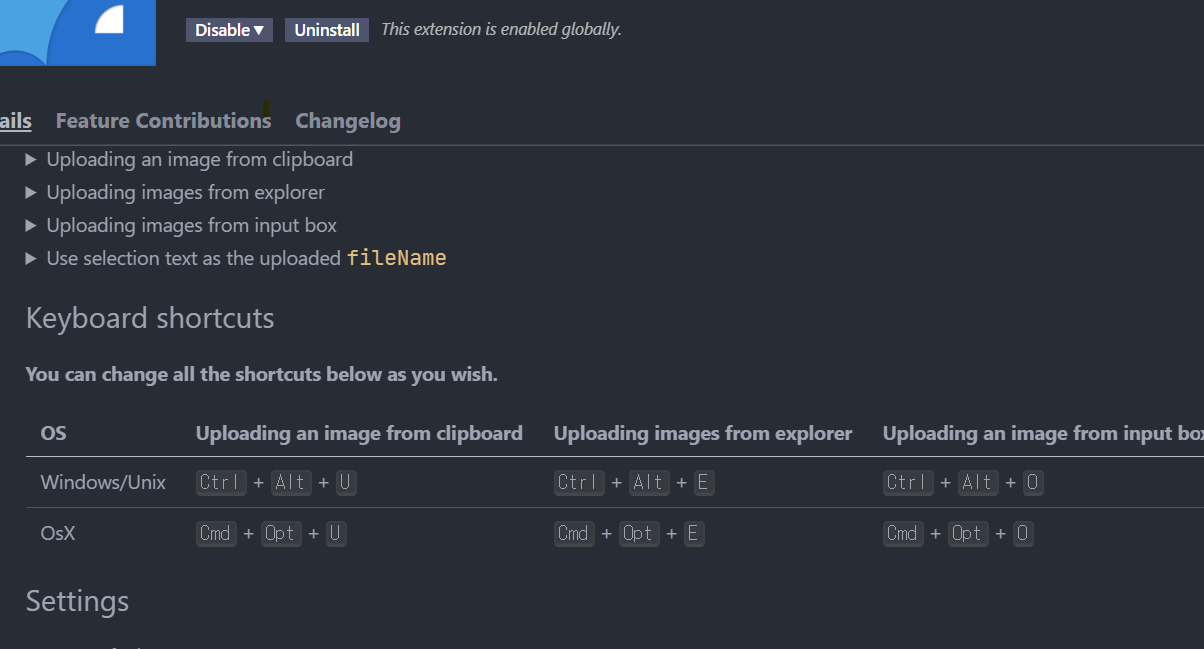 Disable▼ Uninstall This extension is enabled globally.
ails Feature Contributions Changelog
▶ Uploading an image from clipboard
▶ Uploading images from explorer
▶ Uploading images from input box
▶ Use selection text as the uploaded fileName
Keyboard shortcuts
You can change all the shortcuts below as you wish.
OS Uploading an image from clipboard Uploading images from explorer Uploading an image from input box
Windows/Unix Ctrl + Alt + U Ctrl + Alt + E Ctrl + Alt + O
OsX Cmd + Opt + U Cmd + Opt + E Cmd + Opt + O
Settings